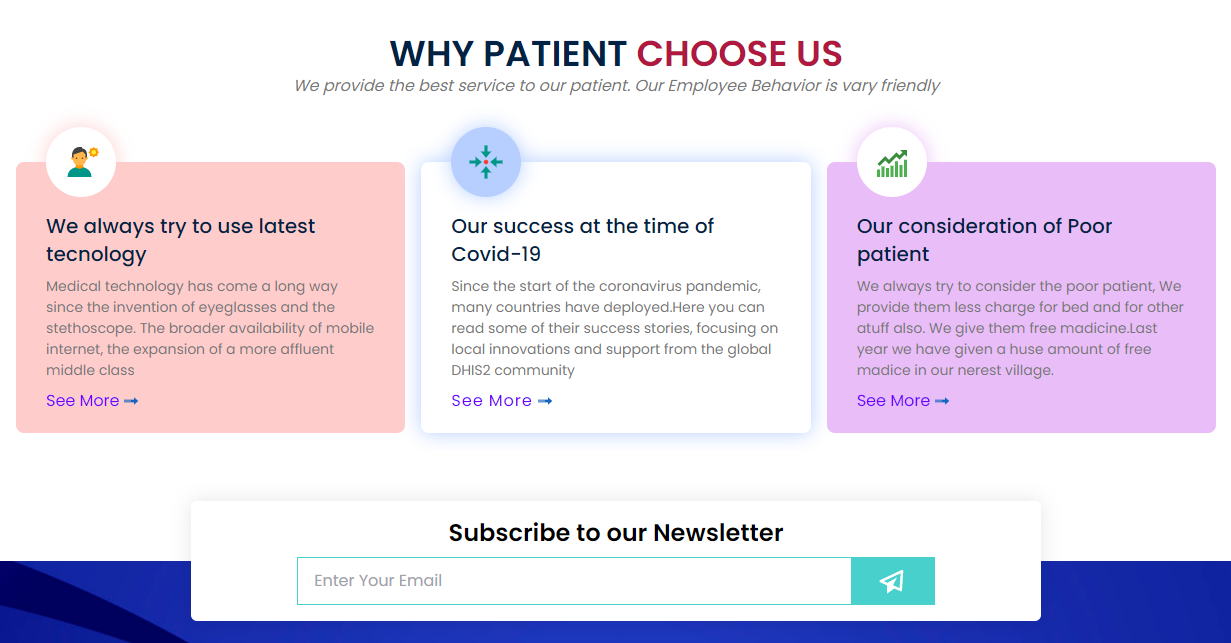 WHY PATIENT CHOOSE US
We provide the best service to our patient. Our Employee Behavior is vary friendly
We always try to use latest
tecnology
Medical technology has come a long way
since the invention of eyeglasses and the
stethoscope. The broader availability of mobile
internet, the expansion of a more affluent
middle class
See More
Our success at the time of
Covid-19
Since the start of the coronavirus pandemic,
many countries have deployed.Here you can
read some of their success stories, focusing on
local innovations and support from the global
DHIS2 community
See More
Our consideration of Poor
patient
We always try to consider the poor patient, We
provide them less charge for bed and for other
atuff also. We give them free madicine.Last
year we have given a huse amount of free
madice in our nerest village.
See More
Subscribe to our Newsletter
Enter Your Email